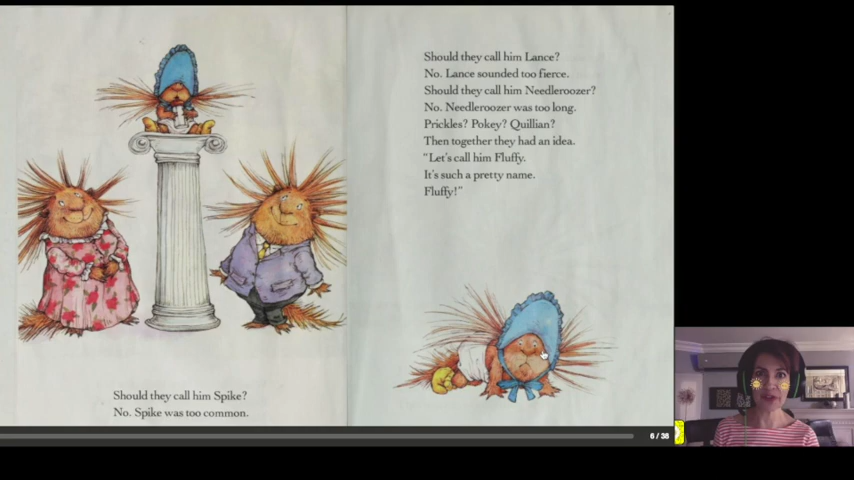 Should they call him Spike?
No. Spike was too common.
Should they call him Lance?
No. Lance sounded too fierce.
Should they call him Needleroozer?
No. Needleroozer was too long.
Prickles? Pokey? Quillian?
Then together they had an idea.
“Let's call him Fluffy.
It's such a pretty name.
Fluffy!”
6 / 38